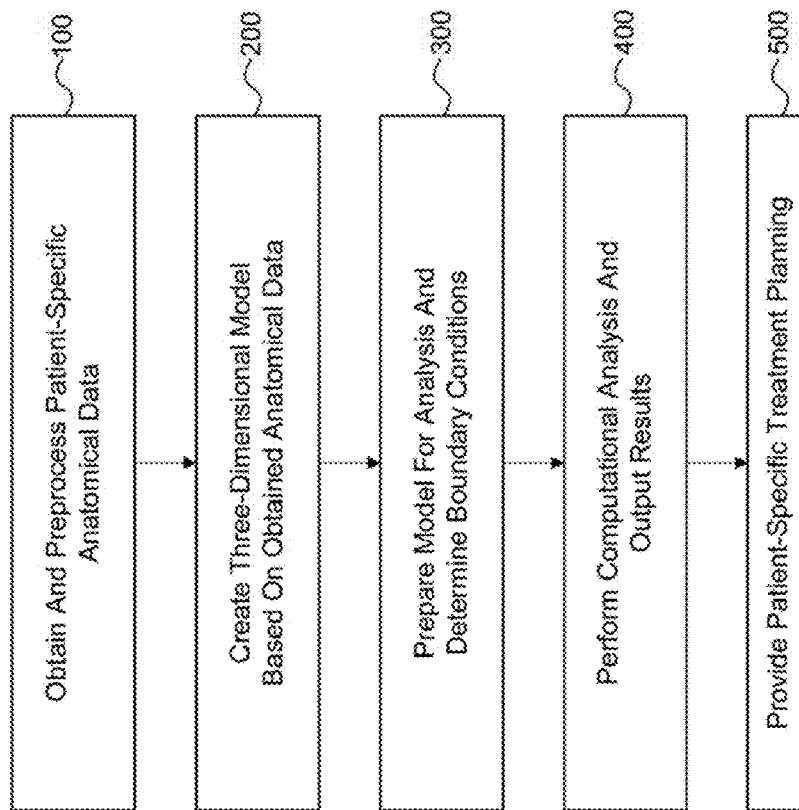 Obtain And Preprocess Patient-Specific
Anatomical Data
100
Create Three-Dimensional Model
Based On Obtained Anatomical Data
200
Prepare Model For Analysis And
Determine Boundary Conditions
300
Perform Computational Analysis And
Output Results
400
Provide Patient-Specific Treatment Planning
500